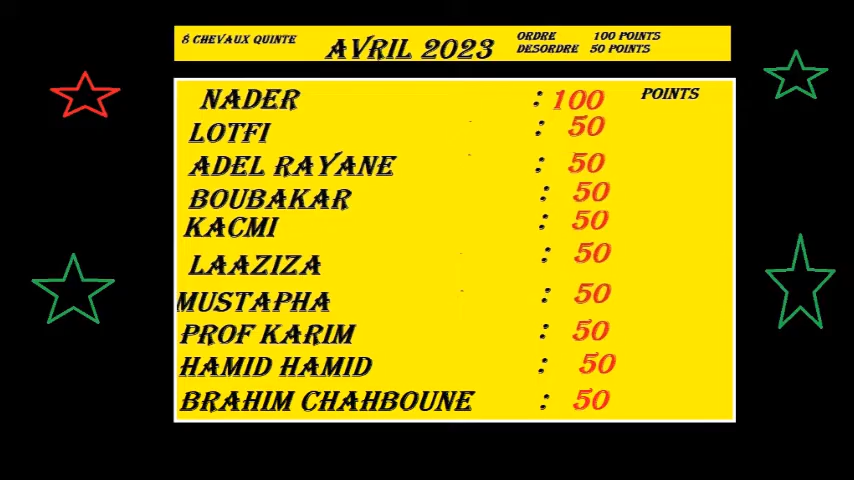 8 CHEVAUX QUINTE AVRIL 2023 ORDRE 100 POINTS
DESORDRE 50 POINTS
NADER : 100 POINTS
LOTFI : 50
ADEL RAYANE : 50
BOUBAKAR : 50
KACMI : 50
LAAZIZA : 50
MUSTAPHA : 50
PROF KARIM : 50
HAMID HAMID : 50
BRAHIM CHAHBOUNE : 50